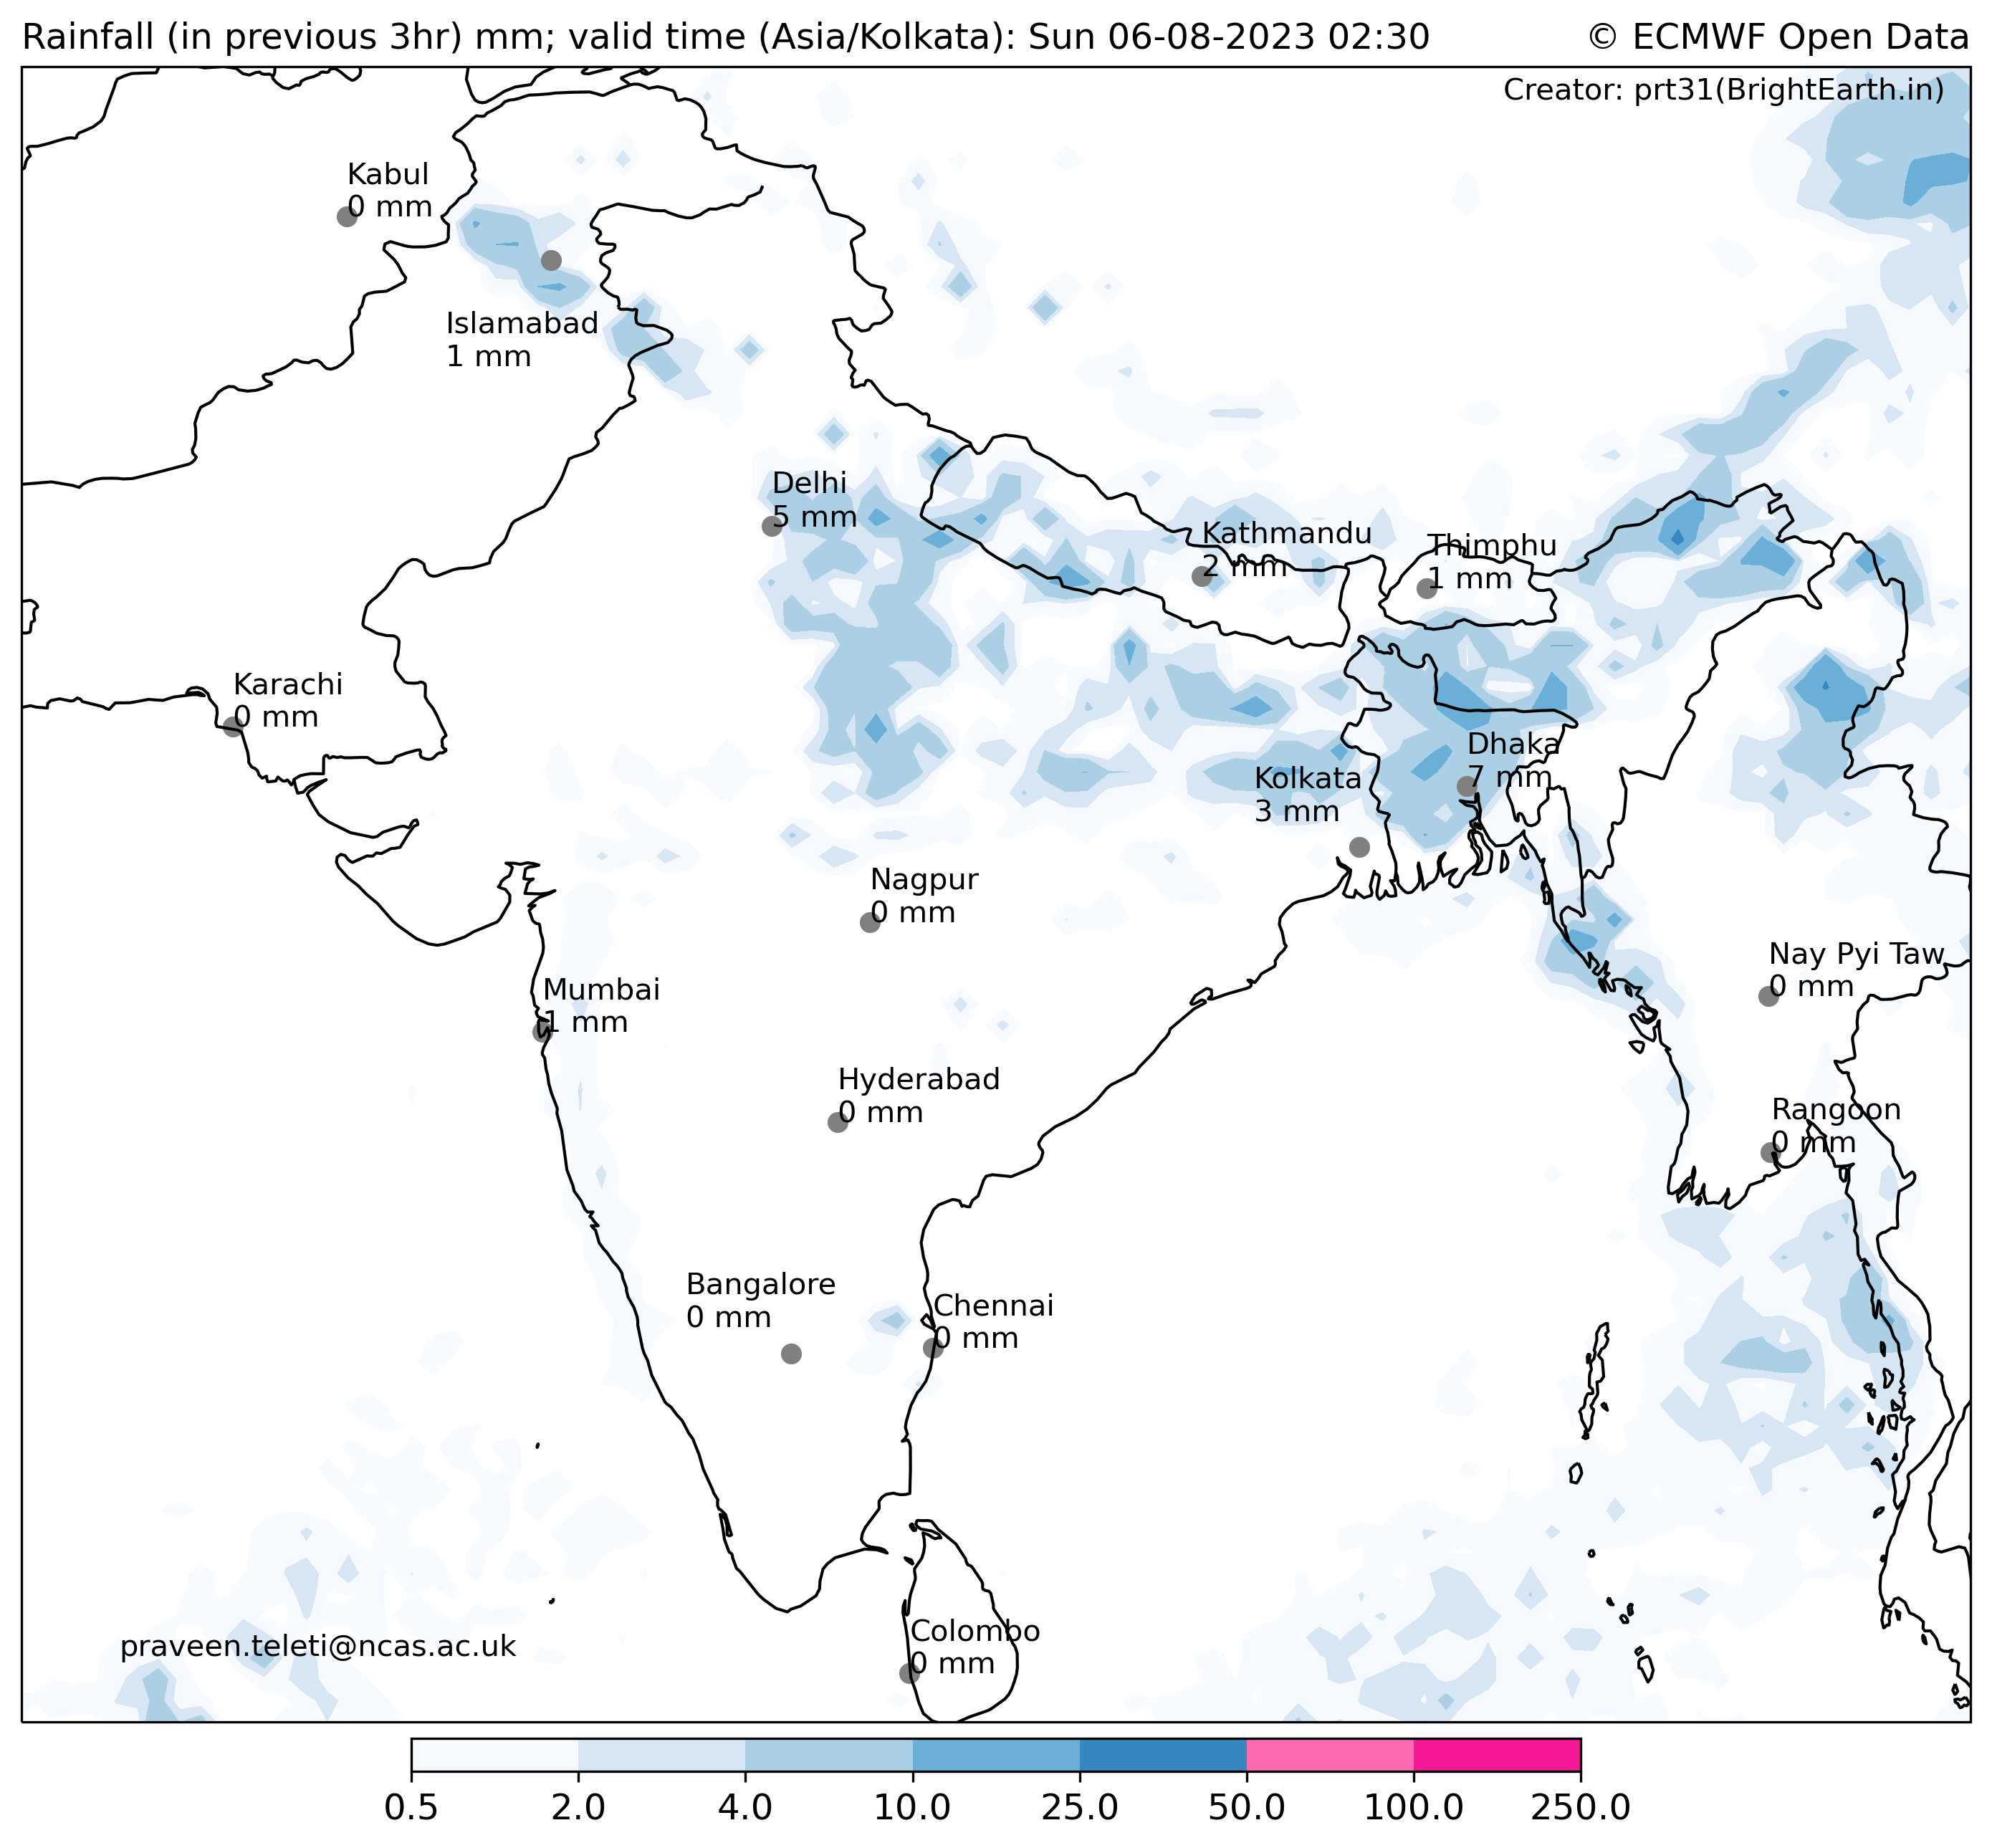 Rainfall (in previous 3hr) mm; valid time (Asia/Kolkata): Sun 06-08-2023 02:30
© ECMWF Open Data
Creator: prt31(BrightEarth.in)
Kabul
0 mm
Islamabad
1 mm
Delhi
5 mm
Kathmandu
2 mm
Thimphu
1 mm
Karachi
0 mm
Dhaka
7 mm
Kolkata
3 mm
Nagpur
0 mm
Nay Pyi Taw
0 mm
Mumbai
1 mm
Hyderabad
0 mm
Rangoon
0 mm
Bangalore
0 mm
Chennai
0 mm
Colombo
0 mm
praveen.teleti@ncas.ac.uk
0.5 2.0 4.0 10.0 25.0 50.0 100.0 250.0